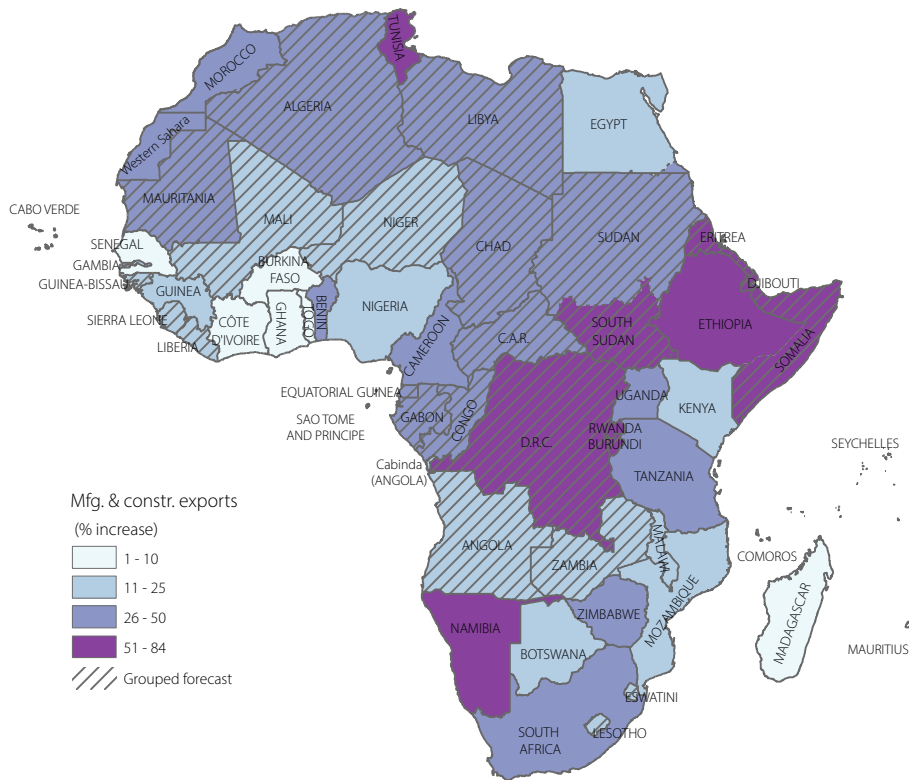 TUNISIA
MOROCCO
ALGERIA
LIBYA
EGYPT
Western Sahara
MAURITANIA
MALI
NIGER
CHAD
SUDAN
ERITREA
CABO VERDE
SENEGAL
GAMBIA
GUINEA-BISSAU
GUINEA
SIERRA LEONE
LIBERIA
CÔTE
D'IVOIRE
BURKINA
FASO
GHANA
TOGO
BENIN
NIGERIA
CAMEROON
C.A.R.
SOUTH
SUDAN
ETHIOPIA
DJIBOUTI
SOMALIA
EQUATORIAL GUINEA
SAO TOME
AND PRINCIPE
GABON
CONGO
D.R.C.
UGANDA
KENYA
RWANDA
BURUNDI
TANZANIA
SEYCHELLES
Cabinda
(ANGOLA)
ANGOLA
ZAMBIA
MALAWI
COMOROS
MOZAMBIQUE
MADAGASCAR
MAURITIUS
NAMIBIA
ZIMBABWE
BOTSWANA
ESWATINI
LESOTHO
SOUTH
AFRICA
Mfg. & constr. exports
(% increase)
1 - 10
11 - 25
26 - 50
51 - 84
Grouped forecast